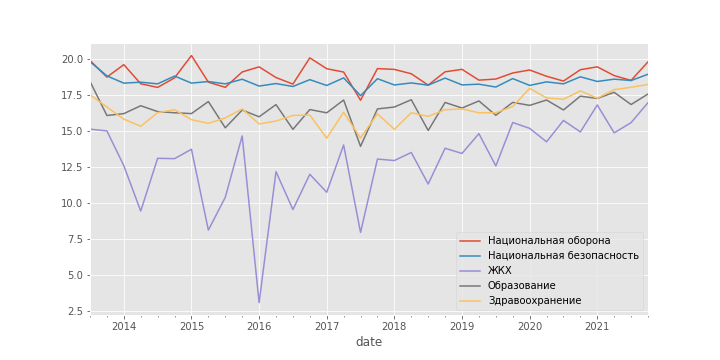 20.0
17.5
15.0
12.5
10.0
7.5
5.0
2.5
Национальная оборона
Национальная безопасность
ЖКХ
Образование
Здравоохранение
2014 2015 2016 2017 2018 2019 2020 2021
date